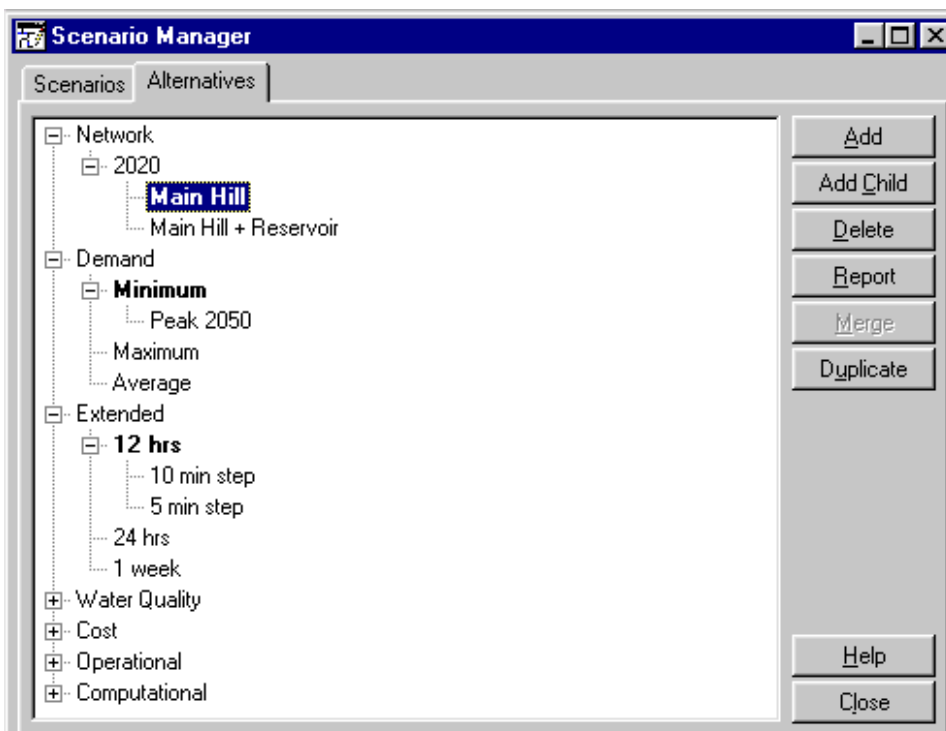 Scenario Manager
Scenarios Alternatives
Network
2020
Main Hill
Main Hill + Reservoir
Demand
Minimum
Peak 2050
Maximum
Average
Extended
12 hrs
10 min step
5 min step
24 hrs
1 week
Water Quality
Cost
Operational
Computational
Add
Add Child
Delete
Report
Merge
Duplicate
Help
Close